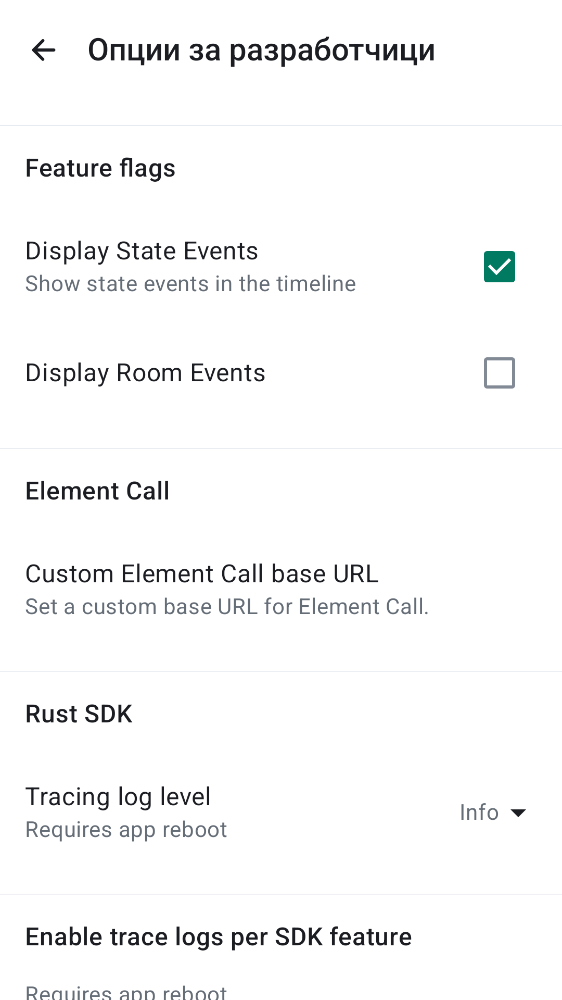 Опции за разработчици
Feature flags
Display State Events
Show state events in the timeline
Display Room Events
Element Call
Custom Element Call base URL
Set a custom base URL for Element Call.
Rust SDK
Tracing log level
Requires app reboot
Info
Enable trace logs per SDK feature
Requires app reboot